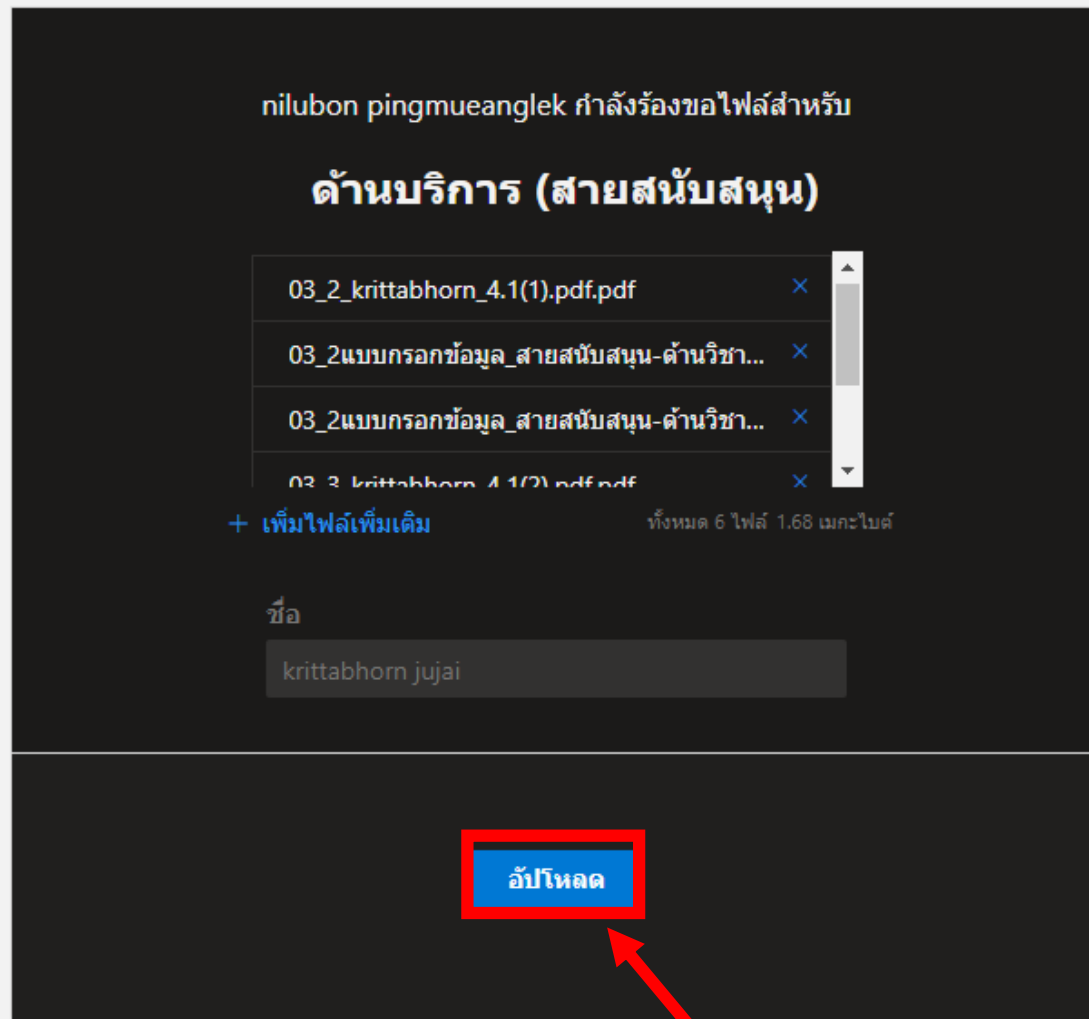 nilubon pingmueanglek กำลังร้องขอไฟล์สำหรับ
ด้านบริการ (สายสนับสนุน)
03_2_krittabhorn_4.1(1).pdf.pdf
03_2แบบกรอกข้อมูล_สายสนับสนุน-ด้านวิชา...
03_2แบบกรอกข้อมูล_สายสนับสนุน-ด้านวิชา...
03_3_krittabhorn_4.1(2).pdf.pdf
+ เพิ่มไฟล์เพิ่มเติม
ทั้งหมด 6 ไฟล์ 1.68 เมกะไบต์
ชื่อ
krittabhorn jujai
อัปโหลด